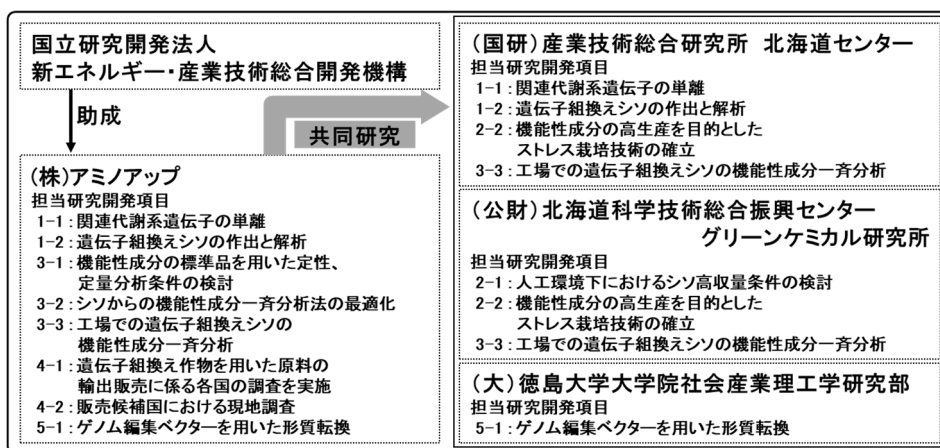 国立研究開発法人
新エネルギー・産業技術総合開発機構
助成
共同研究
(株)アミノアップ
担当研究開発項目
1-1:関連代謝系遺伝子の単離
1-2:遺伝子組換えシソの作出と解析
3-1:機能性成分の標準品を用いた定性、
定量分析条件の検討
3-2:シソからの機能性成分一斉分析法の最適化
3-3:工場での遺伝子組換えシソの
機能性成分一斉分析
4-1:遺伝子組換え作物を用いた原料の
輸出販売に係る各国の調査を実施
4-2:販売候補国における現地調査
5-1:ゲノム編集ベクターを用いた形質転換
(国研)産業技術総合研究所 北海道センター
担当研究開発項目
1-1:関連代謝系遺伝子の単離
1-2:遺伝子組換えシソの作出と解析
2-2:機能性成分の高生産を目的とした
ストレス栽培技術の確立
3-3:工場での遺伝子組換えシソの機能性成分一斉分析
(公財)北海道科学技術総合振興センター
グリーンケミカル研究所
担当研究開発項目
2-1:人工環境下におけるシソ高収量条件の検討
2-2:機能性成分の高生産を目的とした
ストレス栽培技術の確立
3-3:工場での遺伝子組換えシソの機能性成分一斉分析
(大)徳島大学大学院社会産業理工学研究部
担当研究開発項目
5-1:ゲノム編集ベクターを用いた形質転換